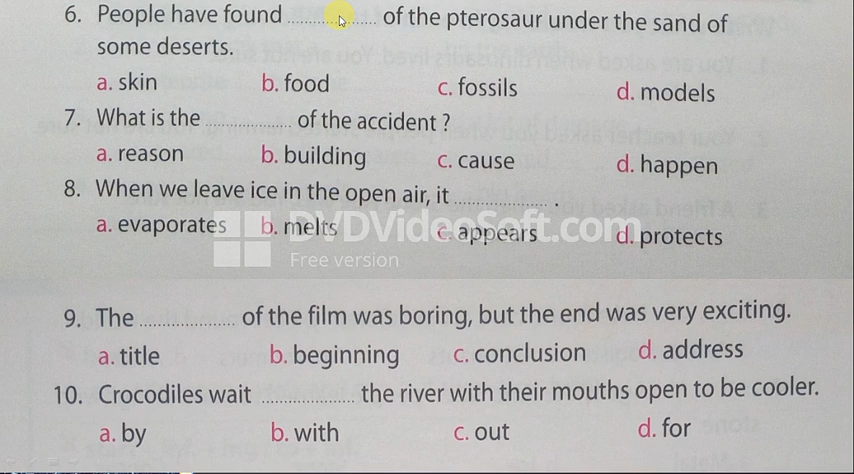 6. People have found .................. of the pterosaur under the sand of
some deserts.
a. skin b. food c. fossils d. models
7. What is the .................. of the accident ?
a. reason b. building c. cause d. happen
8. When we leave ice in the open air, it .................. .
a. evaporates b. melts c. appears d. protects
DVDVideoSoft.com
Free version
9. The .................. of the film was boring, but the end was very exciting.
a. title b. beginning c. conclusion d. address
10. Crocodiles wait .................. the river with their mouths open to be cooler.
a. by b. with c. out d. for